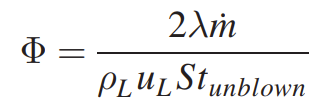 Φ = 2λṁ / ρ_L u_L St_unblown